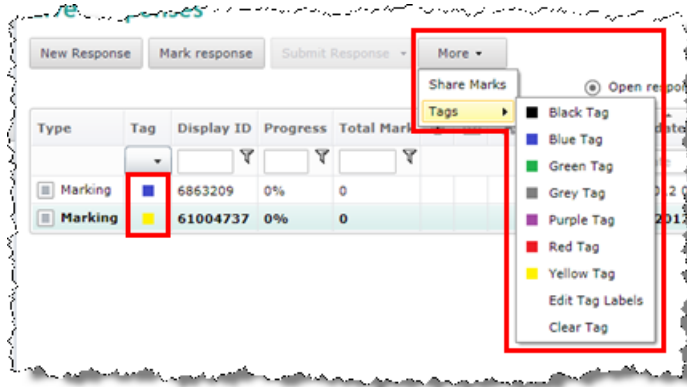 New Response Mark response Submit Response More
Share Marks
Open
Tags
Black Tag
Type Tag Display ID Progress Total Mark
Blue Tag
Green Tag
Marking 6863209 0% 0
Grey Tag
Marking 61004737 0% 0
Purple Tag
Red Tag
Yellow Tag
Edit Tag Labels
Clear Tag